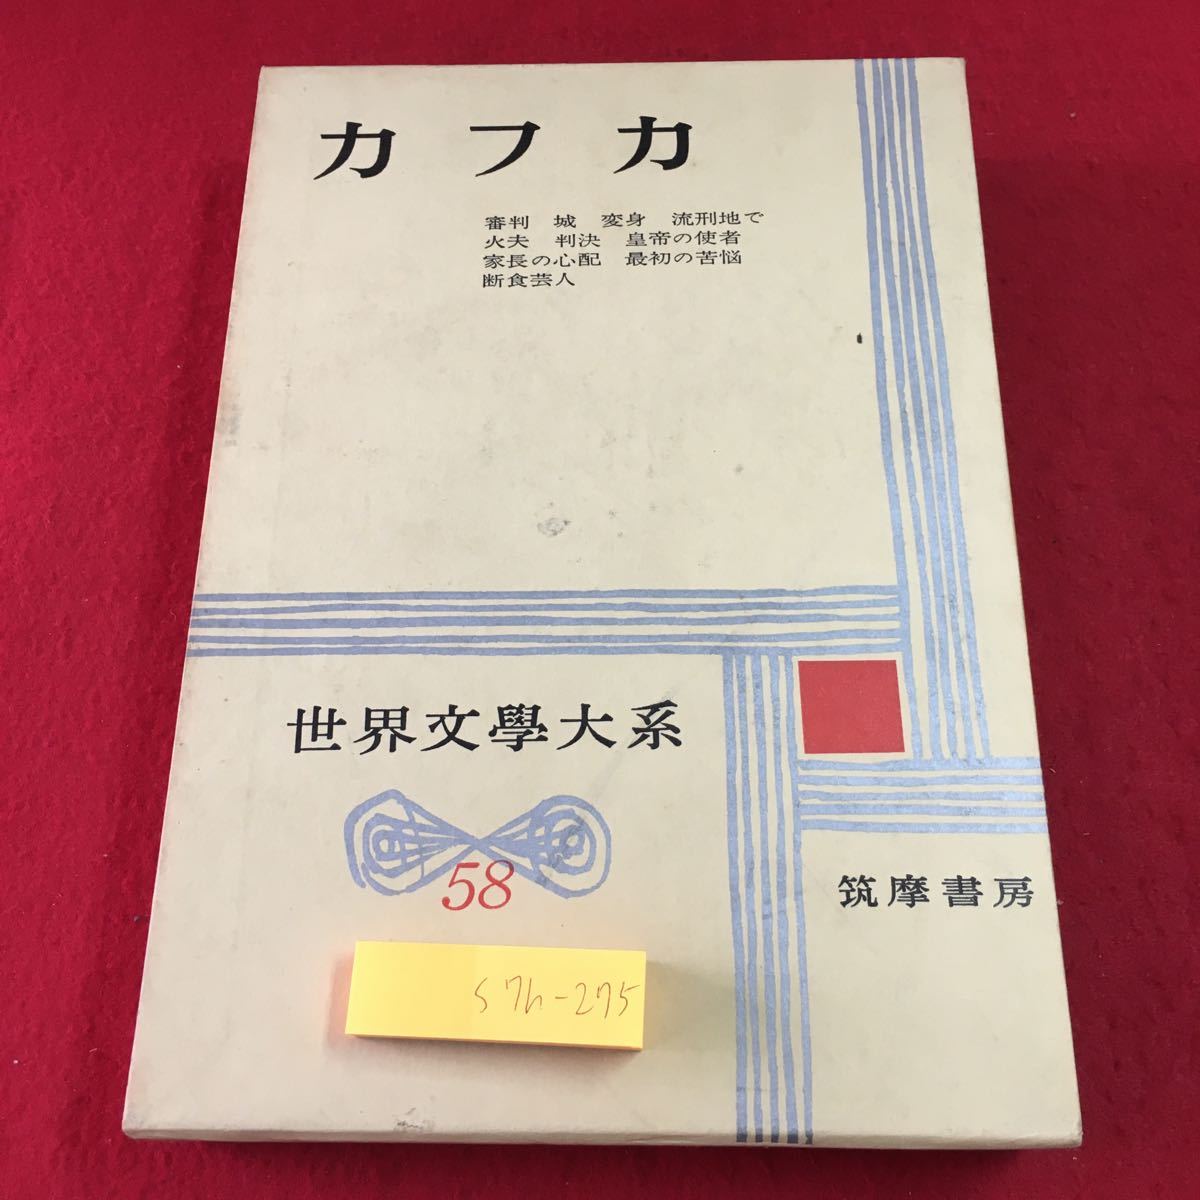 カフカ
審判　城　変身　流刑地で
火夫　判決　皇帝の使者
家長の心配　最初の苦悩
断食芸人
世界文學大系
58
筑摩書房
S7h-275